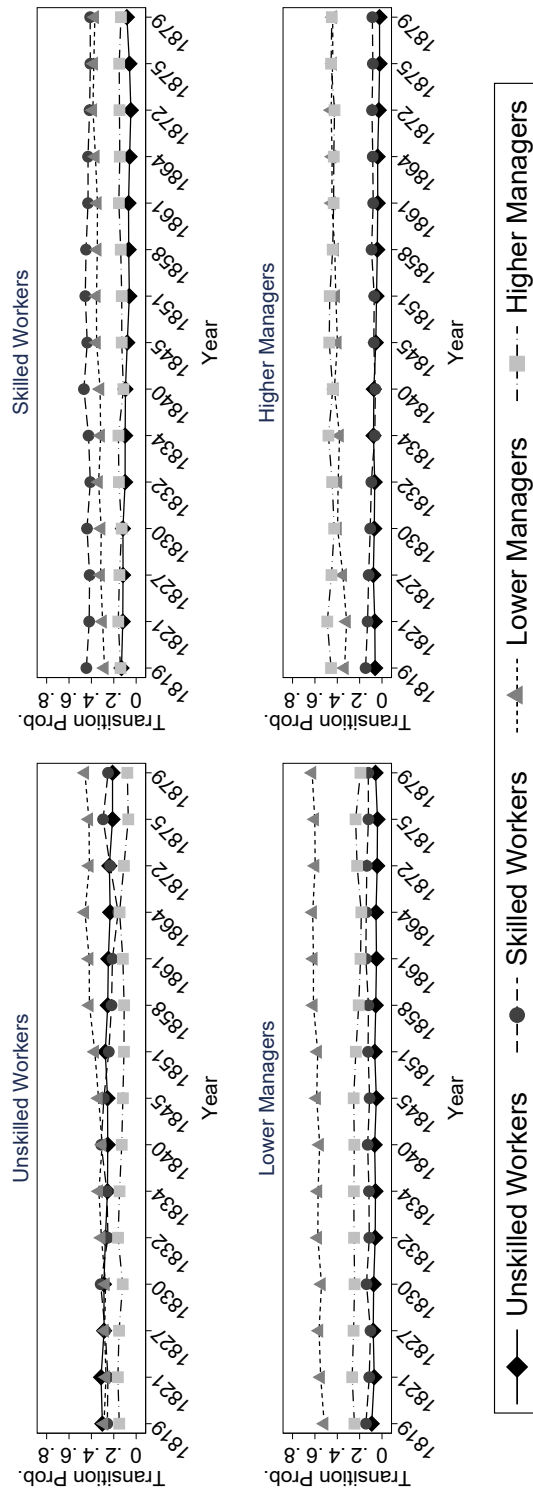 Unskilled Workers
Transition Prob.
0 .2 .4 .6 .8
1819 1821 1827 1830 1832 1834 1840 1845 1851 1858 1861 1864 1872 1875 1879
Year
Skilled Workers
Transition Prob.
0 .2 .4 .6 .8
1819 1821 1827 1830 1832 1834 1840 1845 1851 1858 1861 1864 1872 1875 1879
Year
Lower Managers
Transition Prob.
0 .2 .4 .6 .8
1819 1821 1827 1830 1832 1834 1840 1845 1851 1858 1861 1864 1872 1875 1879
Year
Higher Managers
Transition Prob.
0 .2 .4 .6 .8
1819 1821 1827 1830 1832 1834 1840 1845 1851 1858 1861 1864 1872 1875 1879
Year
Unskilled Workers Skilled Workers Lower Managers Higher Managers